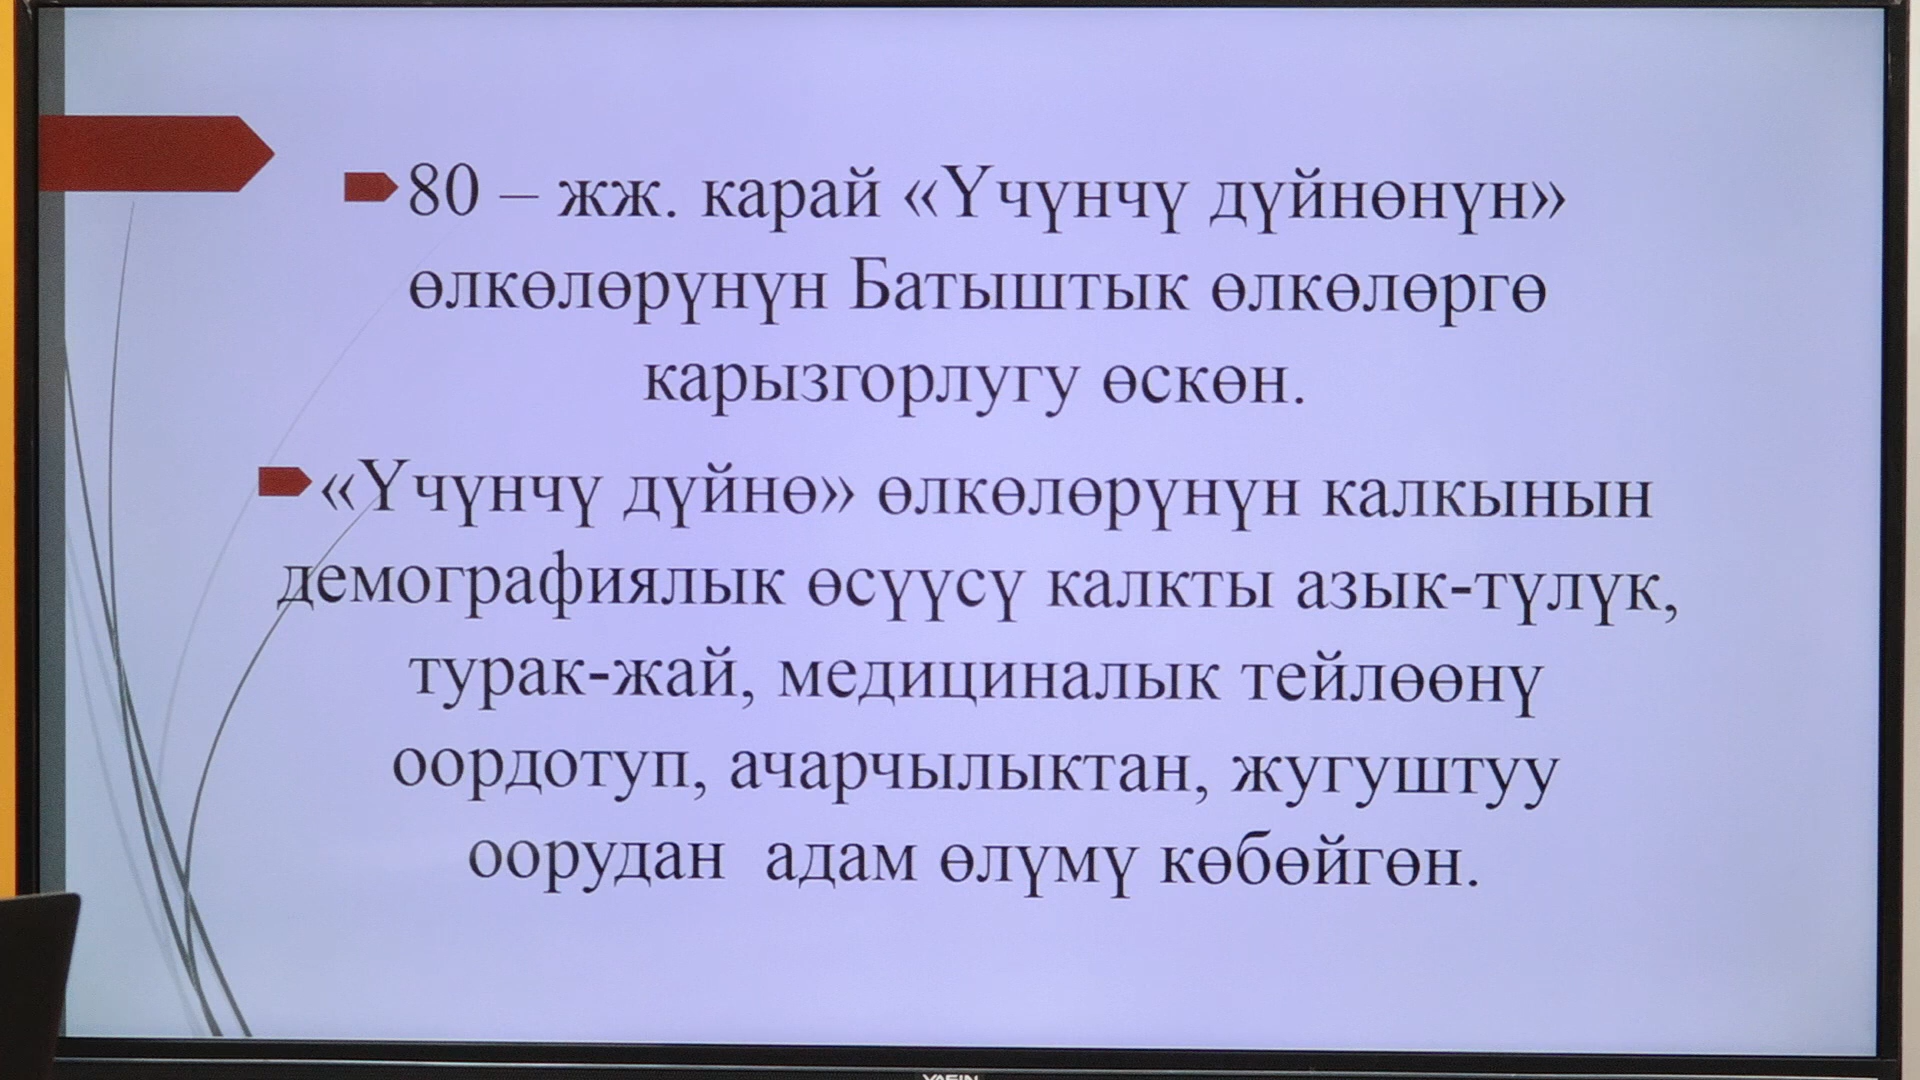 80 – жж. карай «Үчүнчү дүйнөнүн»
өлкөлөрүнүн Батыштык өлкөлөргө
карызгорлугу өскөн.
«Үчүнчү дүйнө» өлкөлөрүнүн калкынын
демографиялык өсүүсү калкты азык-түлүк,
турак-жай, медициналык тейлөөнү
оордотуп, ачарчылыктан, жугуштуу
оорудан адам өлүмү көбөйгөн.